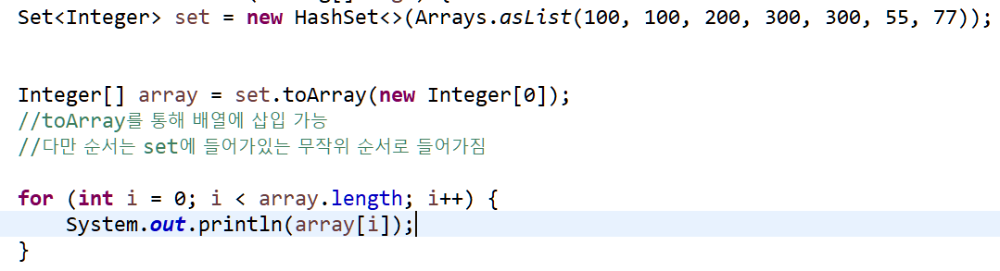 Set<Integer> set = new HashSet<>(Arrays.asList(100, 100, 200, 300, 300, 55, 77));
Integer[] array = set.toArray(new Integer[0]);
//toArray를 통해 배열에 삽입 가능
//다만 순서는 set에 들어가있는 무작위 순서로 들어가짐
for (int i = 0; i < array.length; i++) {
    System.out.println(array[i]);
}